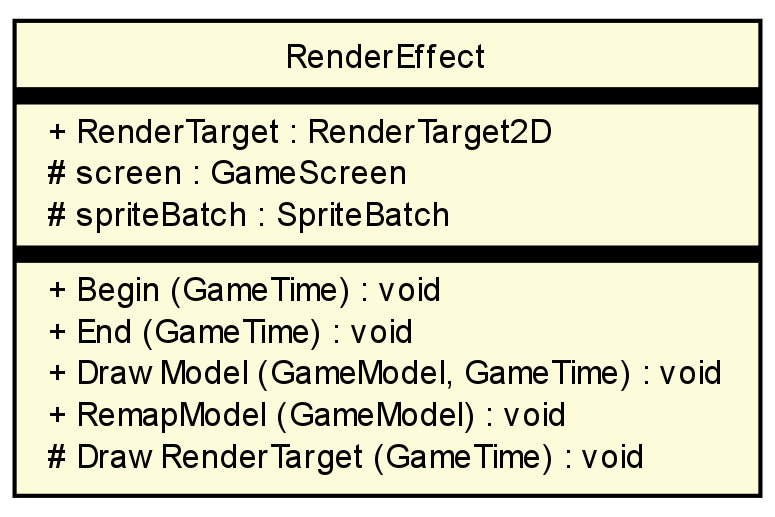 RenderEffect
+ RenderTarget : RenderTarget2D
# screen : GameScreen
# spriteBatch : SpriteBatch
+ Begin (GameTime) : void
+ End (GameTime) : void
+ Draw Model (GameModel, GameTime) : void
+ RemapModel (GameModel) : void
# Draw RenderTarget (GameTime) : void